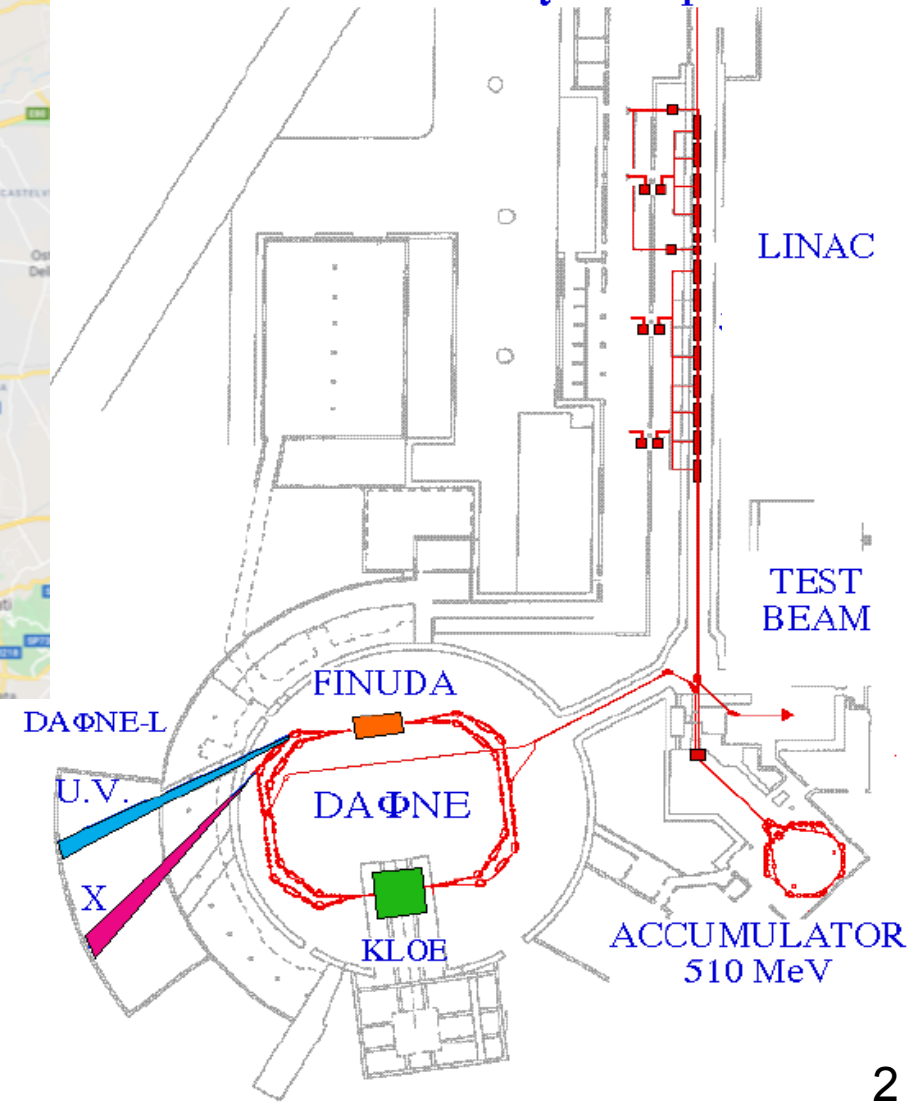 LINAC
TEST
BEAM
FINUDA
DAΦNE-L
U.V.
DAΦNE
X
KLOE
ACCUMULATOR
510 MeV
2